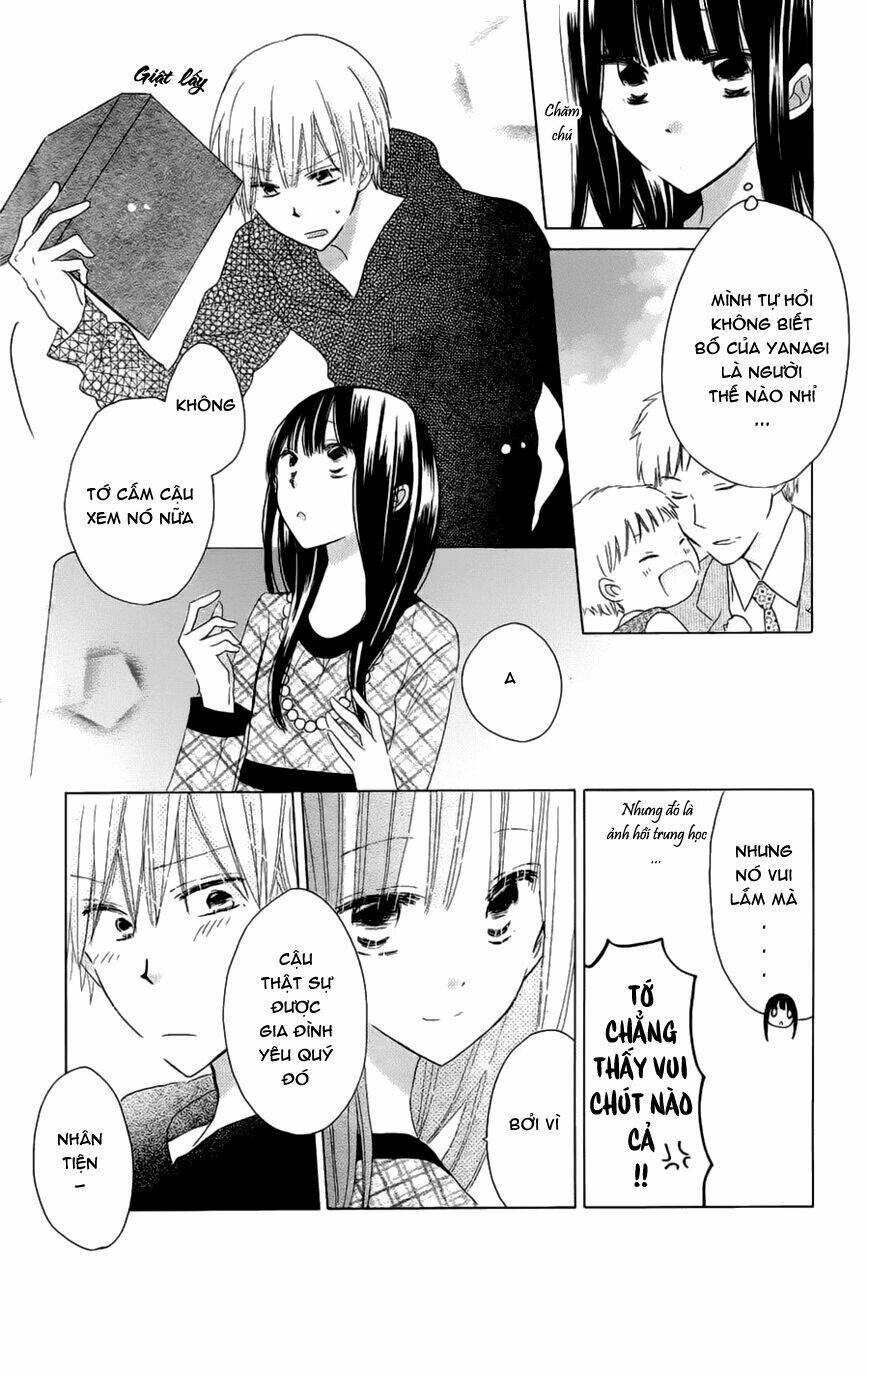 Chăm
chú
MÌNH TỰ HỎI
KHÔNG BIẾT
BỐ CỦA YANAGI
LÀ NGƯỜI
THẾ NÀO NHỈ
...
Giật lấy
KHÔNG
TỚ CẤM CẬU
XEM NÓ NỮA
A
NHƯNG
NÓ VUI
LẮM MÀ
.
.
.
Nhưng đó là
ảnh hồi trung học
...
TỚ
CHẲNG
THẤY VUI
CHÚT NÀO
CẢ
!!
BỞI VÌ
CẬU
THẬT SỰ
ĐƯỢC
GIA ĐÌNH
YÊU QUÝ
ĐÓ
NHÂN
TIỆN
-